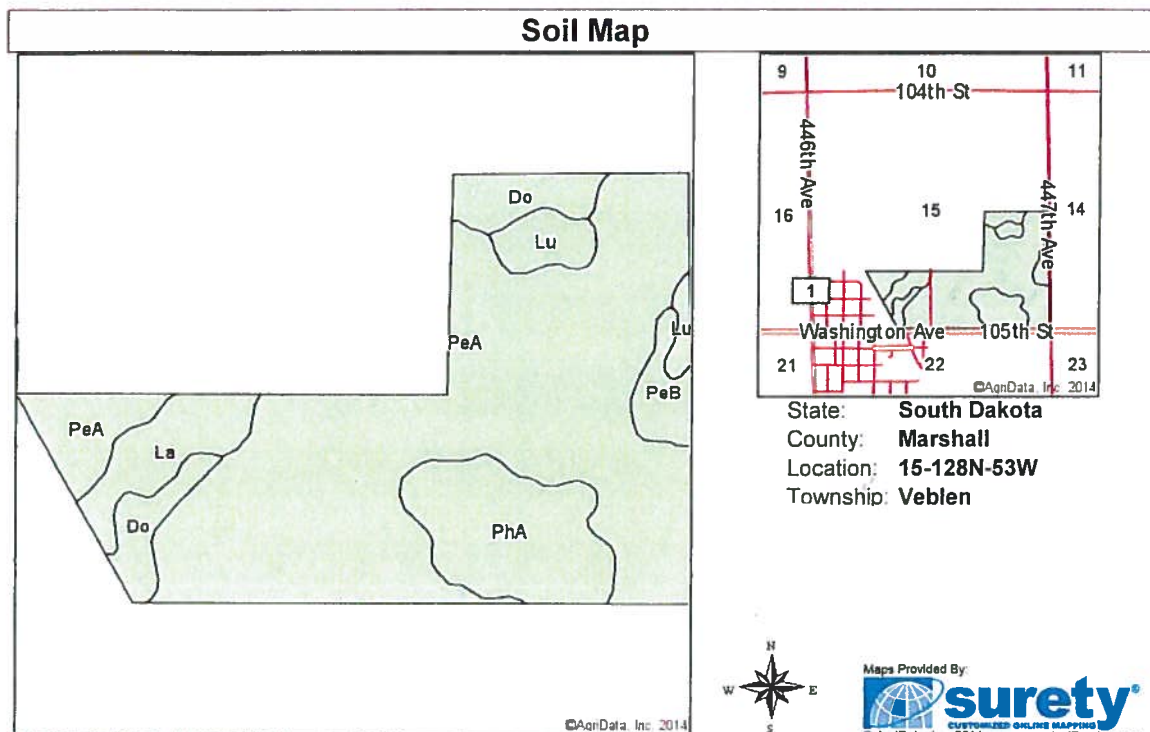 Soil Map
Do
Lu
PeA
Lu
PeB
PeA
La
Do
PhA
©AgriData, Inc. 2014
9
10
11
104th St
446th Ave
447th Ave
16
15
14
1
Washington Ave
105th St
21
22
23
©AgriData, Inc. 2014
State: South Dakota
County: Marshall
Location: 15-128N-53W
Township: Veblen
N
W
E
S
Maps Provided By:
surety®
CUSTOMIZED ONLINE MAPPING